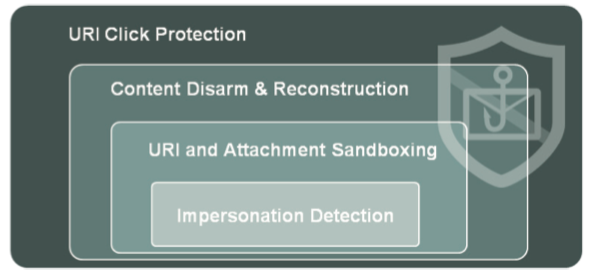 URI Click Protection
Content Disarm & Reconstruction
URI and Attachment Sandboxing
Impersonation Detection